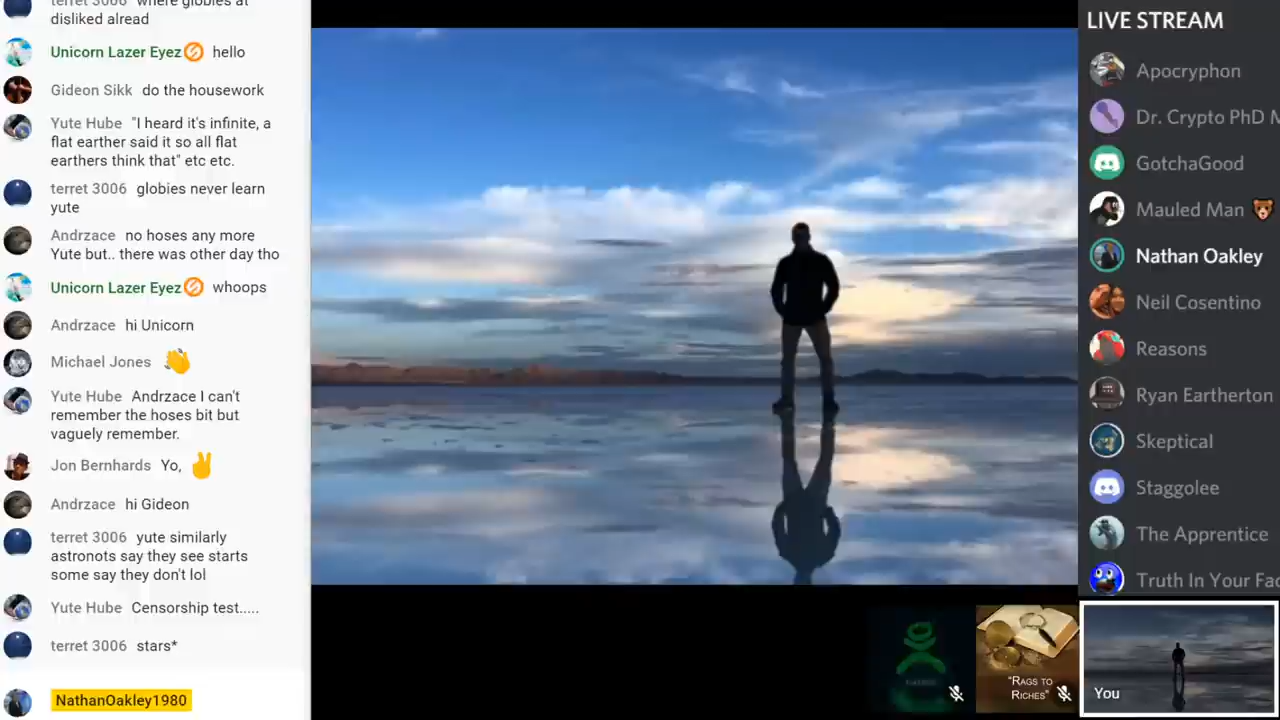 terret 3006 where globies at
disliked alread
Unicorn Lazer Eyez hello
Gideon Sikk do the housework
Yute Hube "I heard it's infinite, a
flat earther said it so all flat
earthers think that" etc etc.
terret 3006 globies never learn
yute
Andrzace no hoses any more
Yute but.. there was other day tho
Unicorn Lazer Eyez whoops
Andrzace hi Unicorn
Michael Jones
Yute Hube Andrzace I can't
remember the hoses bit but
vaguely remember.
Jon Bernhards Yo,
Andrzace hi Gideon
terret 3006 yute similarly
astronots say they see starts
some say they don't lol
Yute Hube Censorship test.....
terret 3006 stars*
NathanOakley1980
"RAGS TO
RICHES"
You
LIVE STREAM
Apocryphon
Dr. Crypto PhD M
GotchaGood
Mauled Man
Nathan Oakley
Neil Cosentino
Reasons
Ryan Eartherton
Skeptical
Staggolee
The Apprentice
Truth In Your Fac